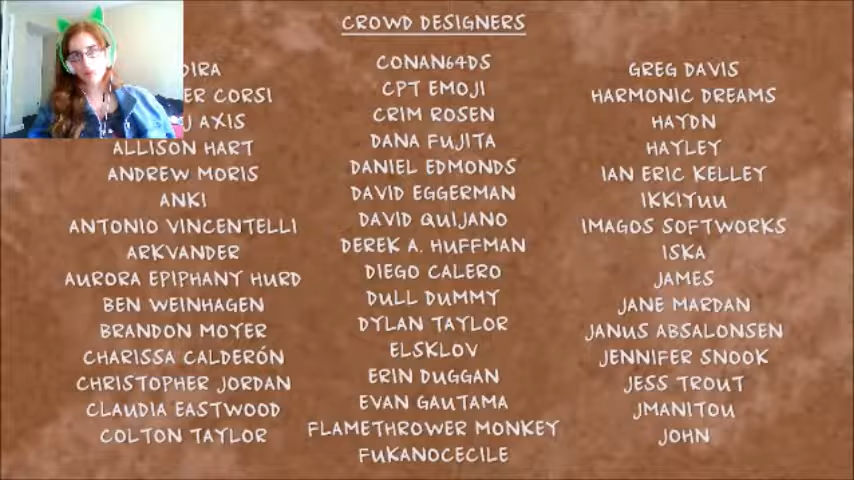 CROWD DESIGNERS
CORSI
AXIS
ALLISON HART
ANDREW MORIS
ANKI
ANTONIO VINCENTELLI
ARKVANDER
AURORA EPIPHANY HURD
BEN WEINHAGEN
BRANDON MOYER
CHARISSA CALDERÓN
CHRISTOPHER JORDAN
CLAUDIA EASTWOOD
COLTON TAYLOR
CONAN64DS
CPT EMOJI
CRIM ROSEN
DANA FUJITA
DANIEL EDMONDS
DAVID EGGERMAN
DAVID QUIJANO
DEREK A. HUFFMAN
DIEGO CALERO
DULL DUMMY
DYLAN TAYLOR
ELSKLOV
ERIN DUGGAN
EVAN GAUTAMA
FLAMETHROWER MONKEY
FUKANOCECILE
GREG DAVIS
HARMONIC DREAMS
HAYDN
HAYLEY
IAN ERIC KELLEY
IKKIYUU
IMAGOS SOFTWORKS
ISKA
JAMES
JANE MARDAN
JANUS ABSALONSEN
JENNIFER SNOOK
JESS TROUT
JMANITOU
JOHN